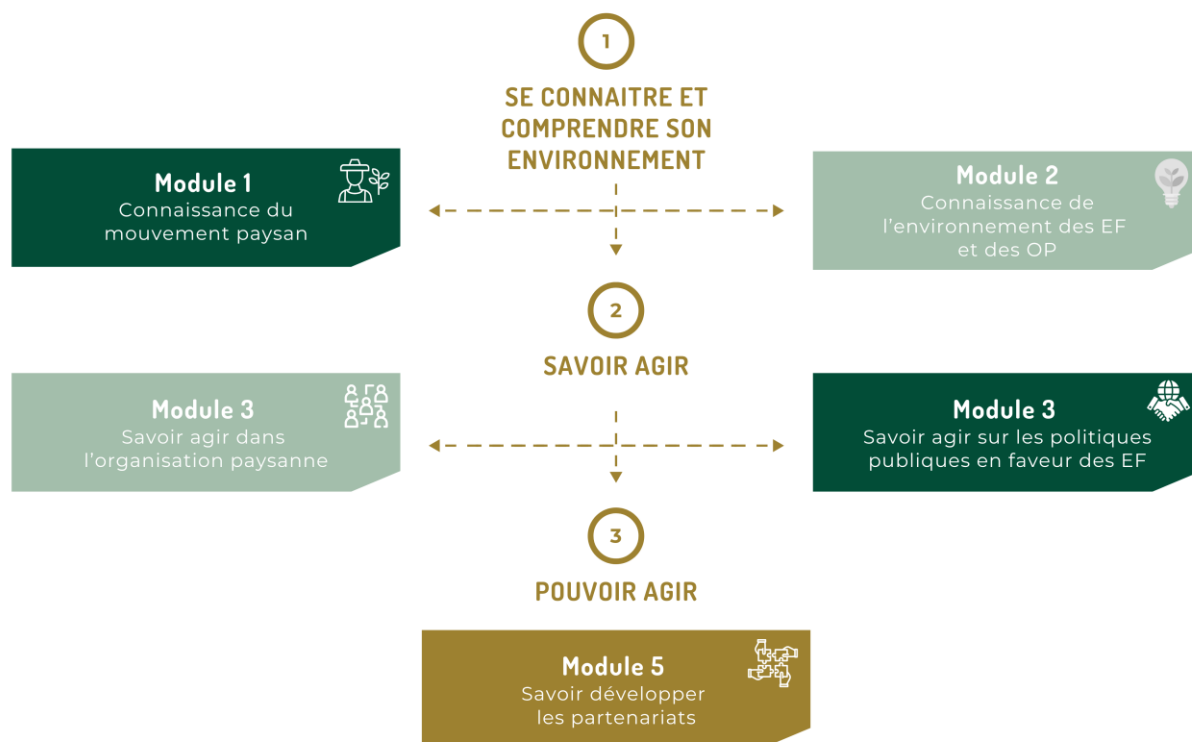 1
SE CONNAITRE ET
COMPRENDRE SON
ENVIRONNEMENT
Module 1
Connaissance du
mouvement paysan
Module 2
Connaissance de
l'environnement des EF
et des OP
2
SAVOIR AGIR
Module 3
Savoir agir dans
l'organisation paysanne
Module 3
Savoir agir sur les politiques
publiques en faveur des EF
3
POUVOIR AGIR
Module 5
Savoir développer
les partenariats